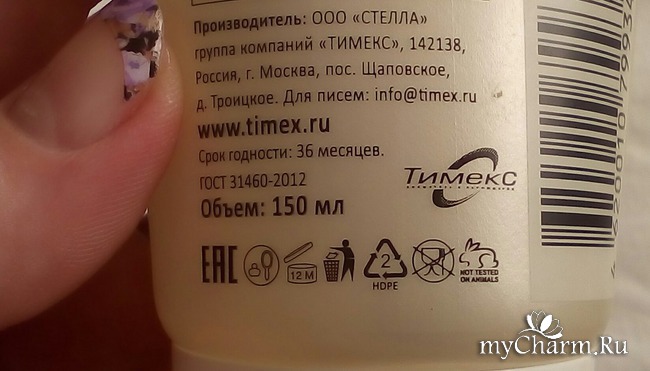 Производитель: ООО «СТЕЛЛА»
группа компаний «ТИМЕКС», 142138,
Россия, г. Москва, пос. Щаповское,
д. Троицкое. Для писем: info@timex.ru
www.timex.ru
Срок годности: 36 месяцев.
ГОСТ 31460-2012
Объем: 150 мл
Тимекс
EAC
12 M
2
HDPE
NOT TESTED
ON ANIMALS
myCharm.Ru